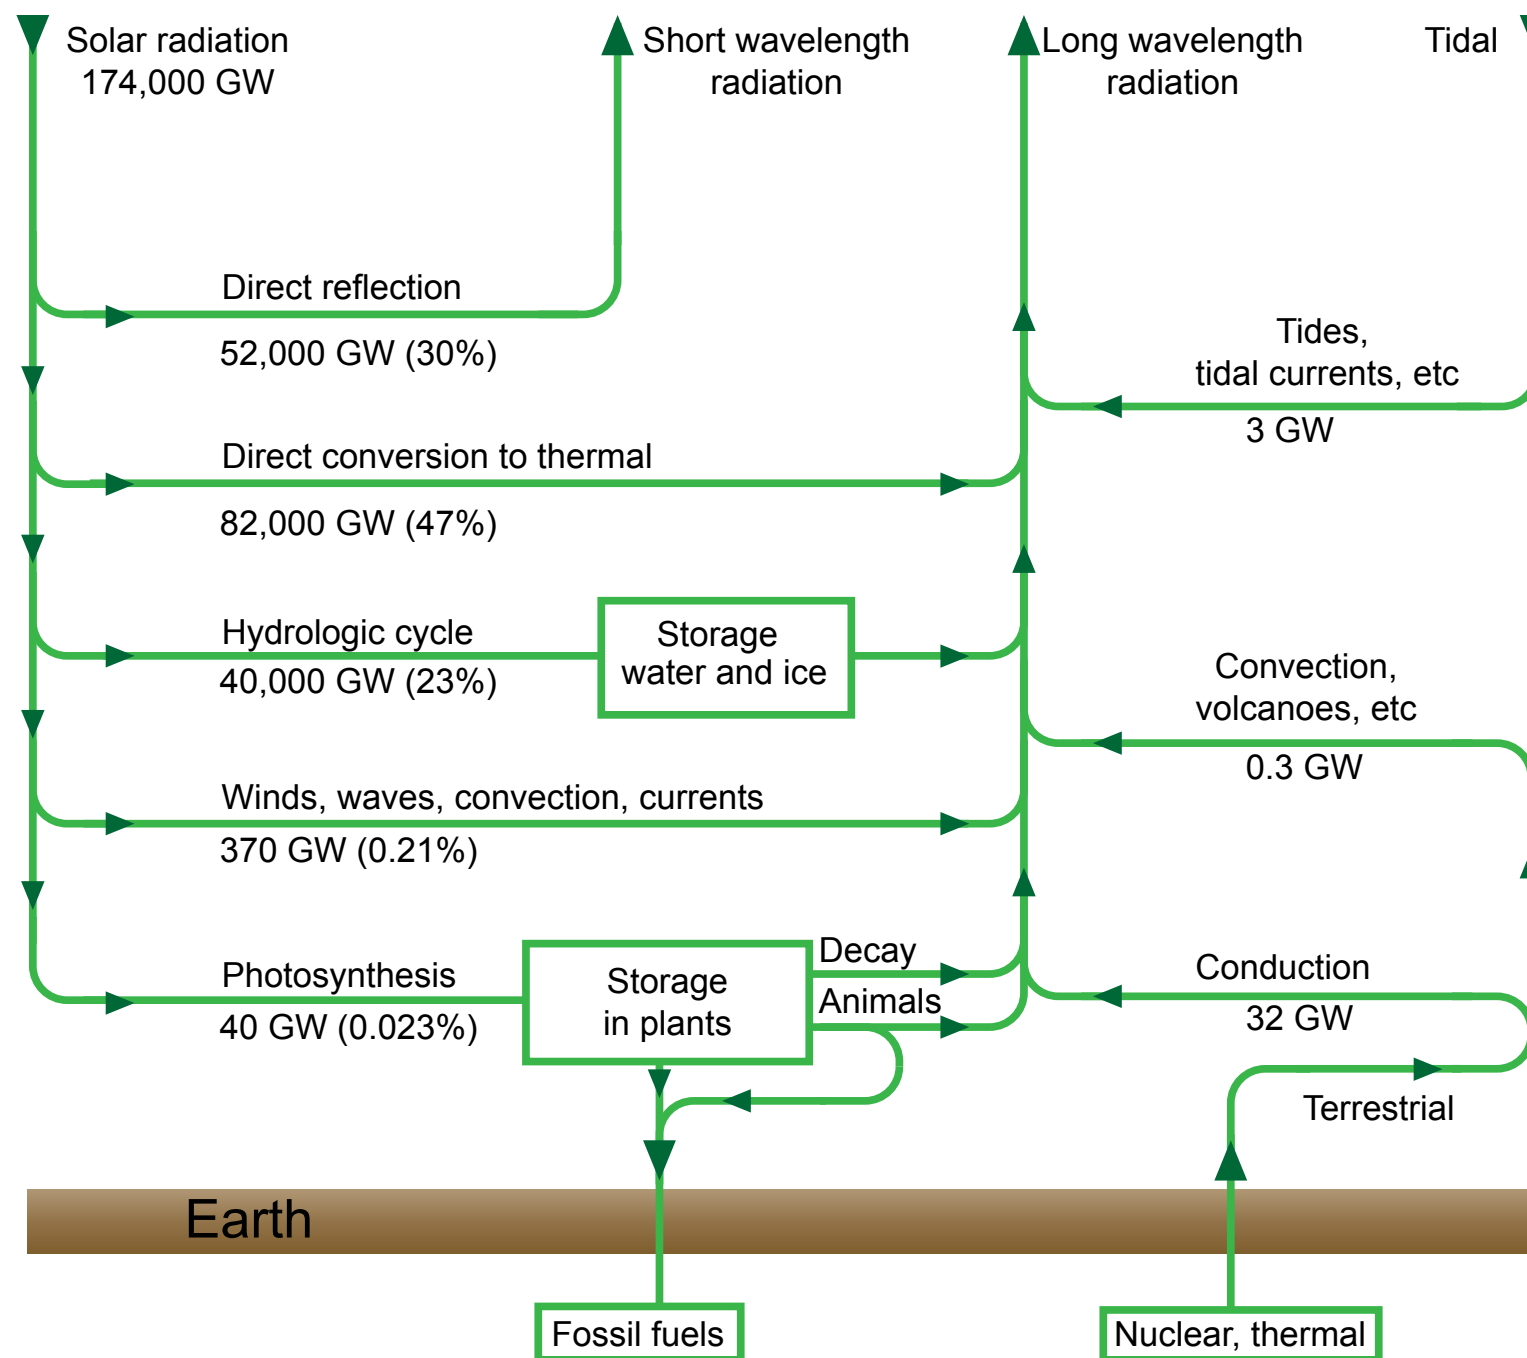 Solar radiation
174,000 GW
Short wavelength
radiation
Long wavelength
radiation
Tidal
Direct reflection
52,000 GW (30%)
Tides,
tidal currents, etc
3 GW
Direct conversion to thermal
82,000 GW (47%)
Hydrologic cycle
40,000 GW (23%)
Storage
water and ice
Convection,
volcanoes, etc
0.3 GW
Winds, waves, convection, currents
370 GW (0.21%)
Photosynthesis
40 GW (0.023%)
Storage
in plants
Decay
Animals
Conduction
32 GW
Terrestrial
Earth
Fossil fuels
Nuclear, thermal